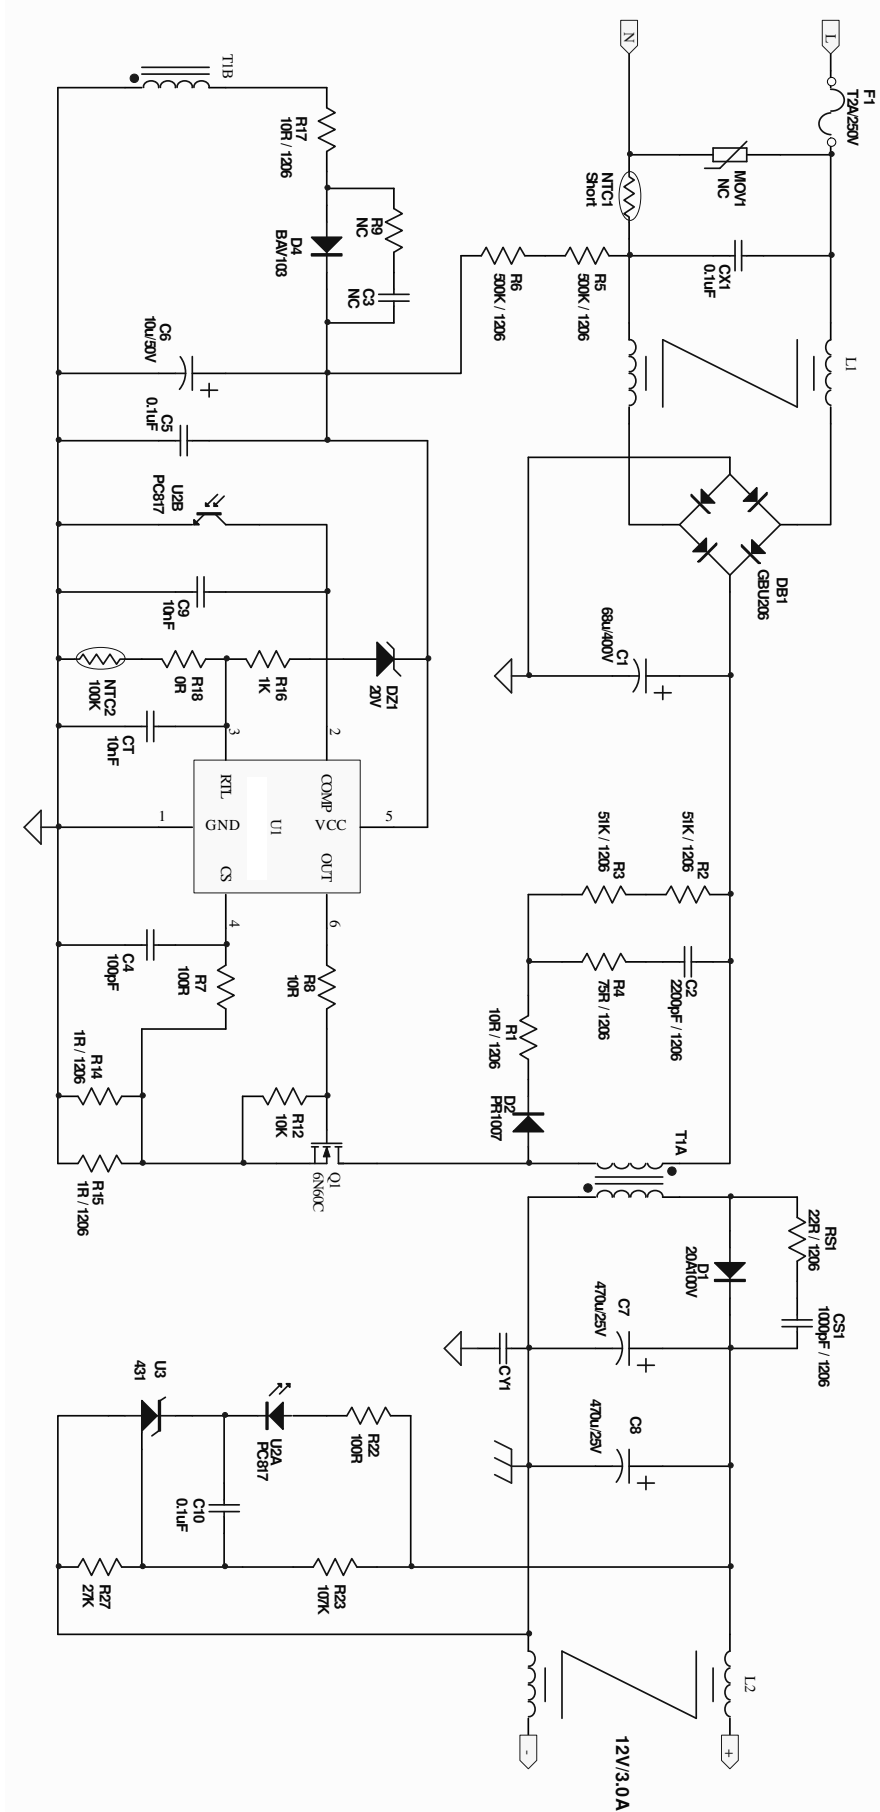 L
F1
T2A/250V
N
MOV1
NC
NTC1
Short
CX1
0.1uF
R5
500K / 1206
R6
500K / 1206
L1
DB1
GBU206
C1
68u/400V
R2
51K / 1206
R3
51K / 1206
C2
2200pF / 1206
R4
75R / 1206
R1
10R / 1206
D2
PR1007
T1A
RS1
22R / 1206
CS1
1000pF / 1206
D1
20A100V
C7
470u/25V
C8
470u/25V
CY1
L2
+
-
12V/3.0A
T1B
R17
10R / 1206
R9
NC
C3
NC
D4
BAV103
C6
10u/50V
C5
0.1uF
U2B
PC817
C9
10nF
DZ1
20V
R16
1K
R18
0R
NTC2
100K
CT
10nF
2
3
5
1
6
4
COMP
RTL
VCC
GND
OUT
CS
U1
C4
100pF
R7
100R
R8
10R
R12
10K
Q1
6N60C
R14
1R / 1206
R15
1R / 1206
R22
100R
U2A
PC817
U3
431
C10
0.1uF
R23
107K
R27
27K